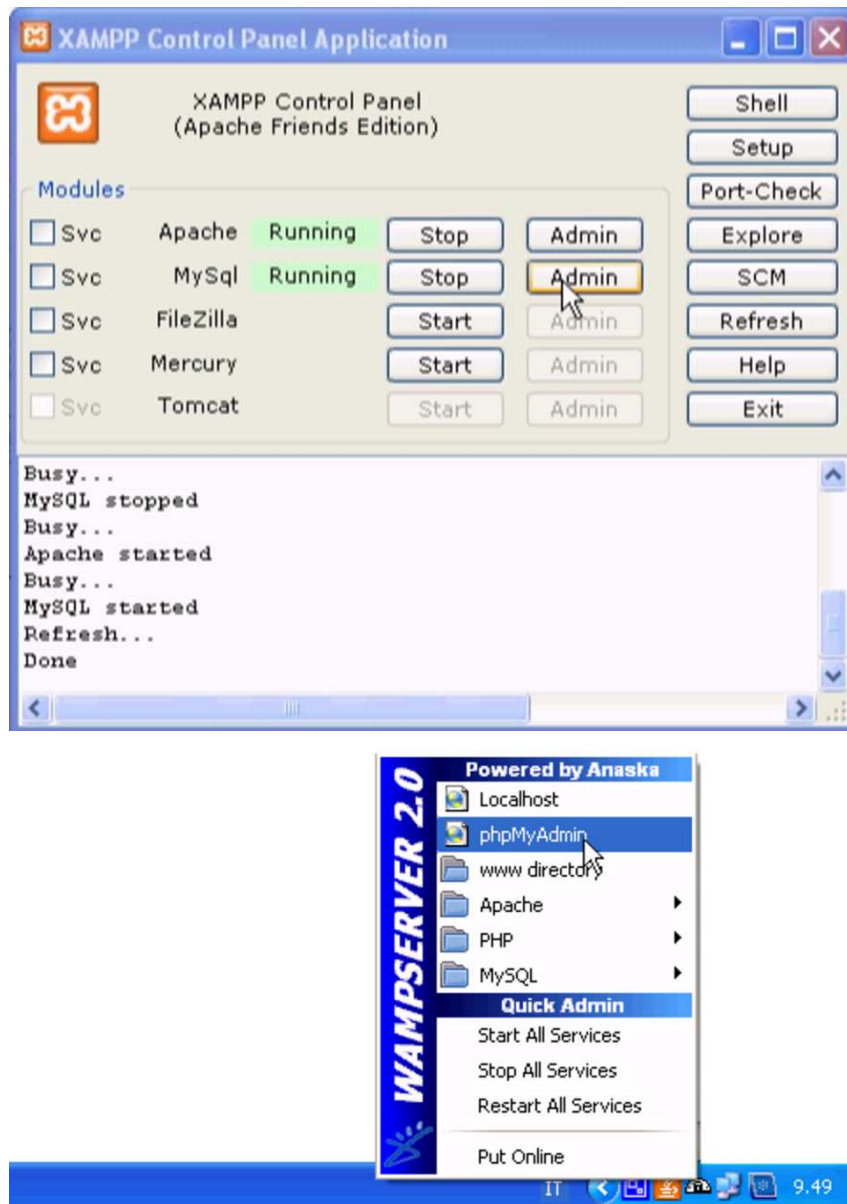 XAMPP Control Panel Application
XAMPP Control Panel
(Apache Friends Edition)
Shell
Setup
Modules
Port-Check
Svc Apache Running Stop Admin Explore
Svc MySql Running Stop Admin SCM
Svc FileZilla Start Admin Refresh
Svc Mercury Start Admin Help
Svc Tomcat Start Admin Exit
Busy...
MySQL stopped
Busy...
Apache started
Busy...
MySQL started
Refresh...
Done
WAMPSERVER 2.0
Powered by Anaska
Localhost
phpMyAdmin
www directory
Apache
PHP
MySQL
Quick Admin
Start All Services
Stop All Services
Restart All Services
Put Online
IT 9.49